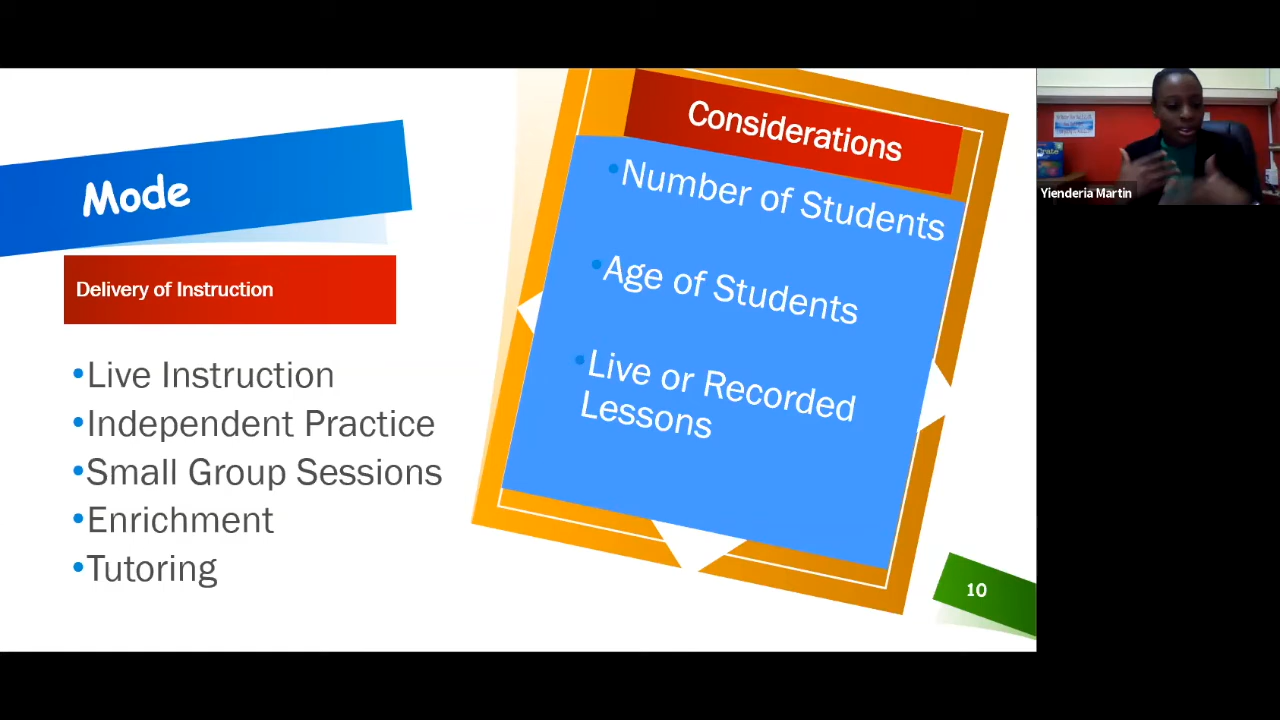 Mode
Delivery of Instruction
•Live Instruction
•Independent Practice
•Small Group Sessions
•Enrichment
•Tutoring
Considerations
•Number of Students
•Age of Students
•Live or Recorded
Lessons
10
Yienderia Martin